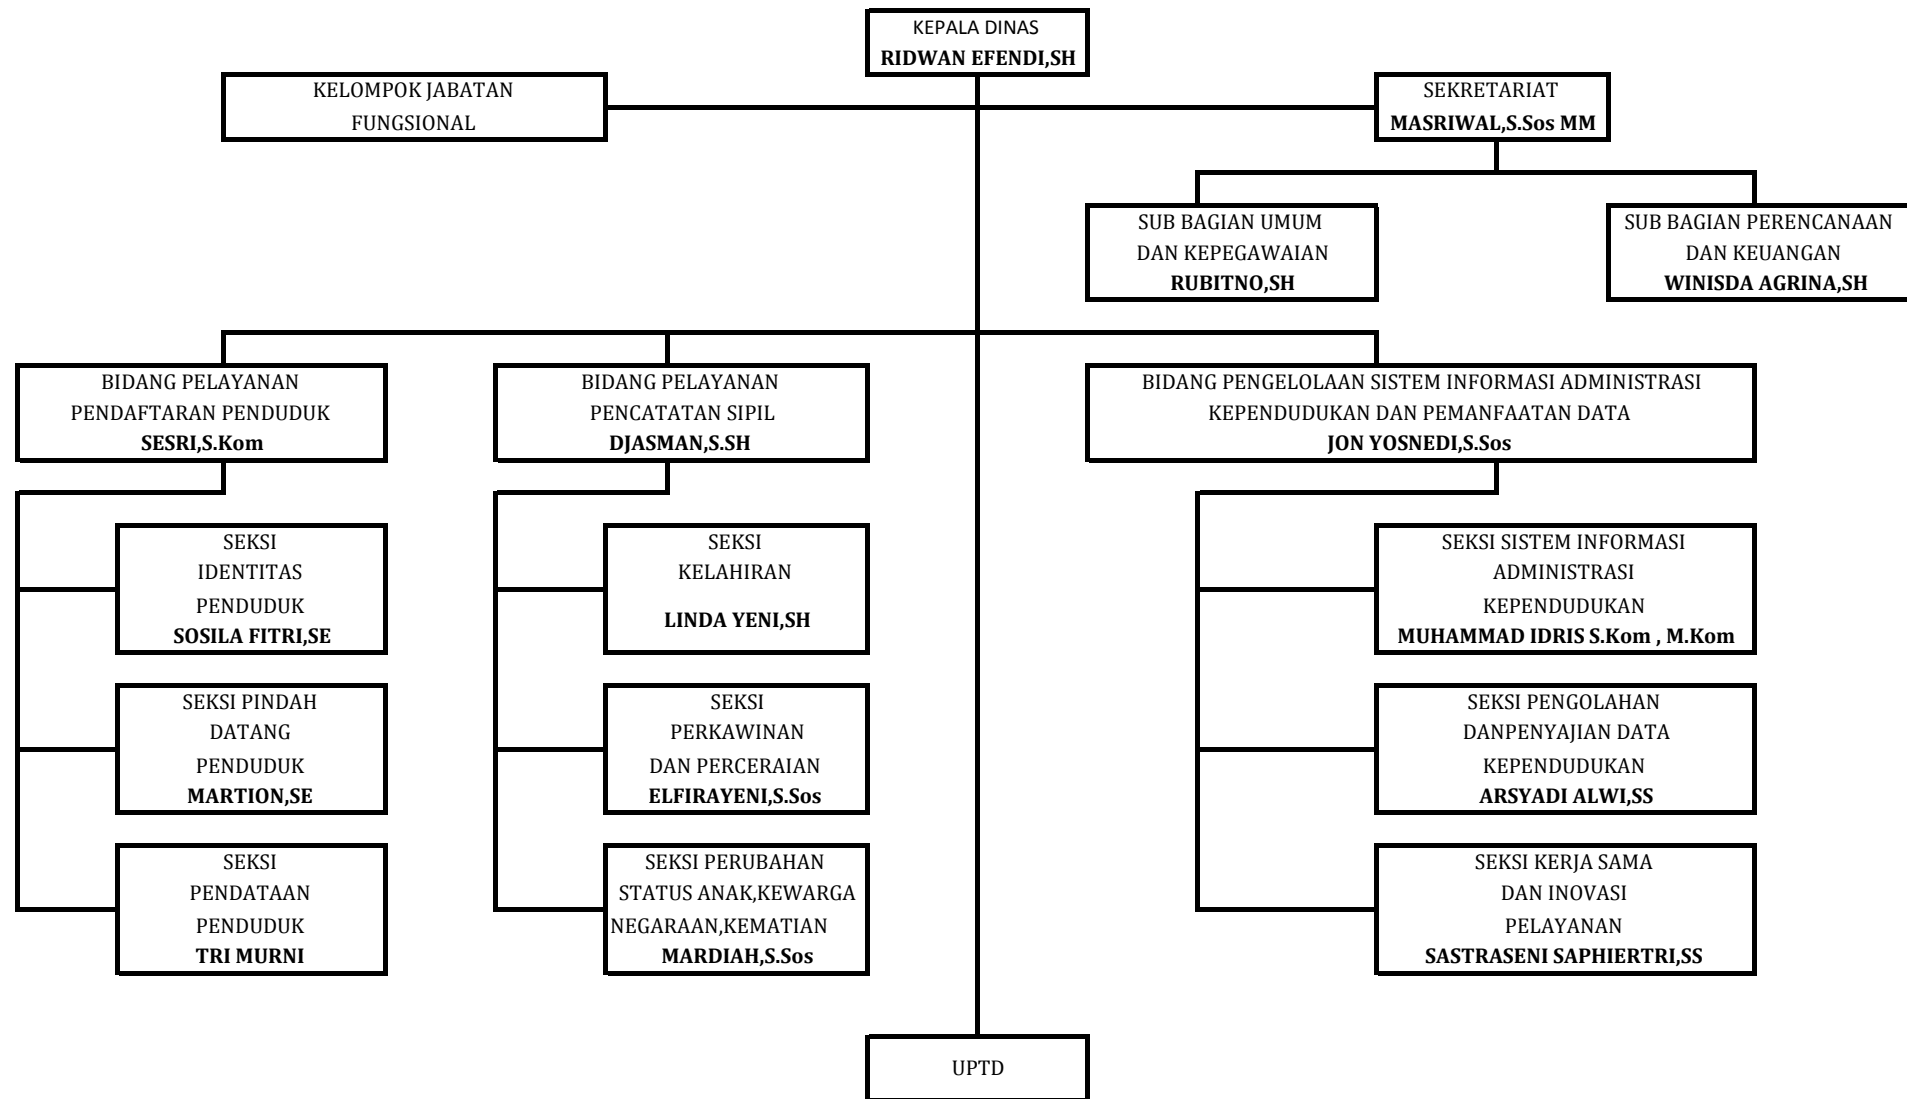 KEPALA DINAS
RIDWAN EFENDI,SH
KELOMPOK JABATAN
FUNGSIONAL
SEKRETARIAT
MASRIWAL,S.Sos MM
SUB BAGIAN UMUM
DAN KEPEGAWAIAN
RUBITNO,SH
SUB BAGIAN PERENCANAAN
DAN KEUANGAN
WINISDA AGRINA,SH
BIDANG PELAYANAN
PENDAFTARAN PENDUDUK
SESRI,S.Kom
BIDANG PELAYANAN
PENCATATAN SIPIL
DJASMAN,S.SH
BIDANG PENGELOLAAN SISTEM INFORMASI ADMINISTRASI
KEPENDUDUKAN DAN PEMANFAATAN DATA
JON YOSNEDI,S.Sos
SEKSI
IDENTITAS
PENDUDUK
SOSILA FITRI,SE
SEKSI
KELAHIRAN
LINDA YENI,SH
SEKSI SISTEM INFORMASI
ADMINISTRASI
KEPENDUDUKAN
MUHAMMAD IDRIS S.Kom , M.Kom
SEKSI PINDAH
DATANG
PENDUDUK
MARTION,SE
SEKSI
PERKAWINAN
DAN PERCERAIAN
ELFIRAYENI,S.Sos
SEKSI PENGOLAHAN
DANPENYAJIAN DATA
KEPENDUDUKAN
ARSYADI ALWI,SS
SEKSI
PENDATAAN
PENDUDUK
TRI MURNI
SEKSI PERUBAHAN
STATUS ANAK,KEWARGA
NEGARAAN,KEMATIAN
MARDIAH,S.Sos
SEKSI KERJA SAMA
DAN INOVASI
PELAYANAN
SASTRASENI SAPHIERTRI,SS
UPTD